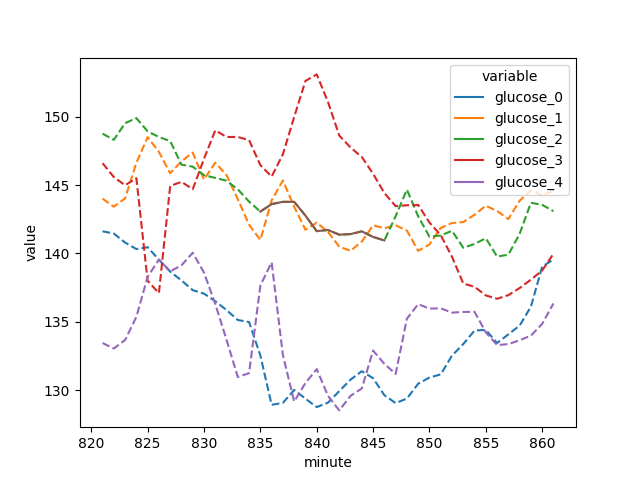 variable
glucose_0
glucose_1
glucose_2
glucose_3
glucose_4
150
145
140
135
130
value
820 825 830 835 840 845 850 855 860
minute